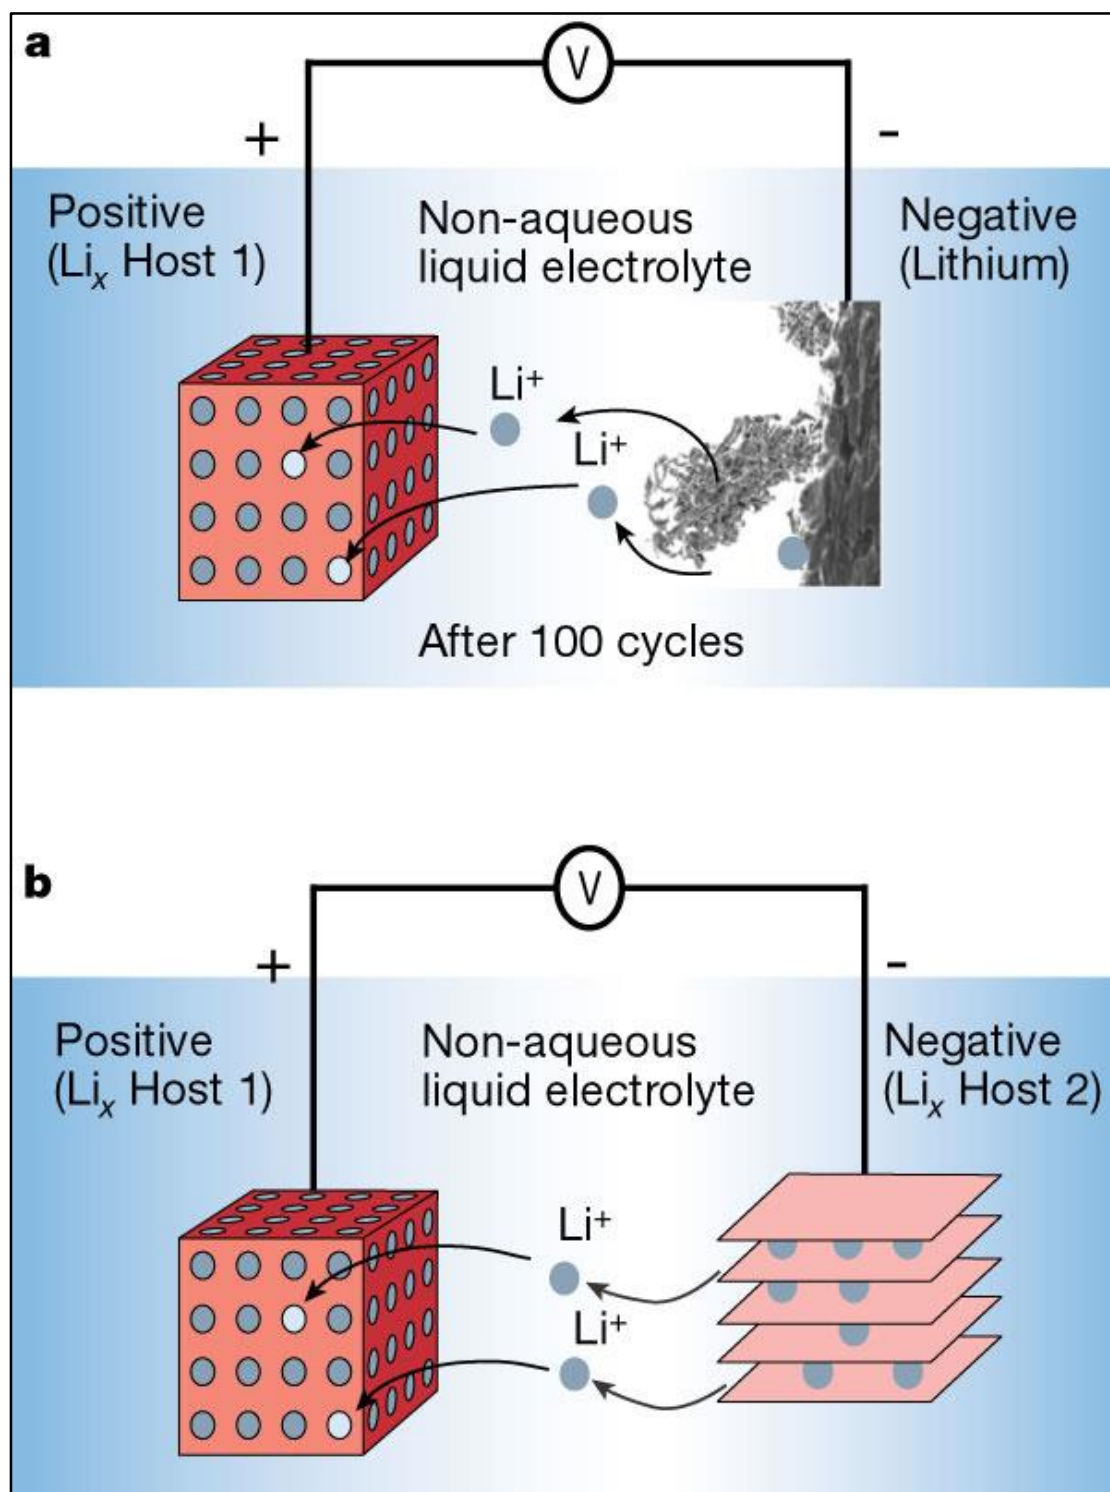 a
V
+
-
Positive
(Liₓ Host 1)
Non-aqueous
liquid electrolyte
Negative
(Lithium)
Li⁺
Li⁺
After 100 cycles
b
V
+
-
Positive
(Liₓ Host 1)
Non-aqueous
liquid electrolyte
Negative
(Liₓ Host 2)
Li⁺
Li⁺